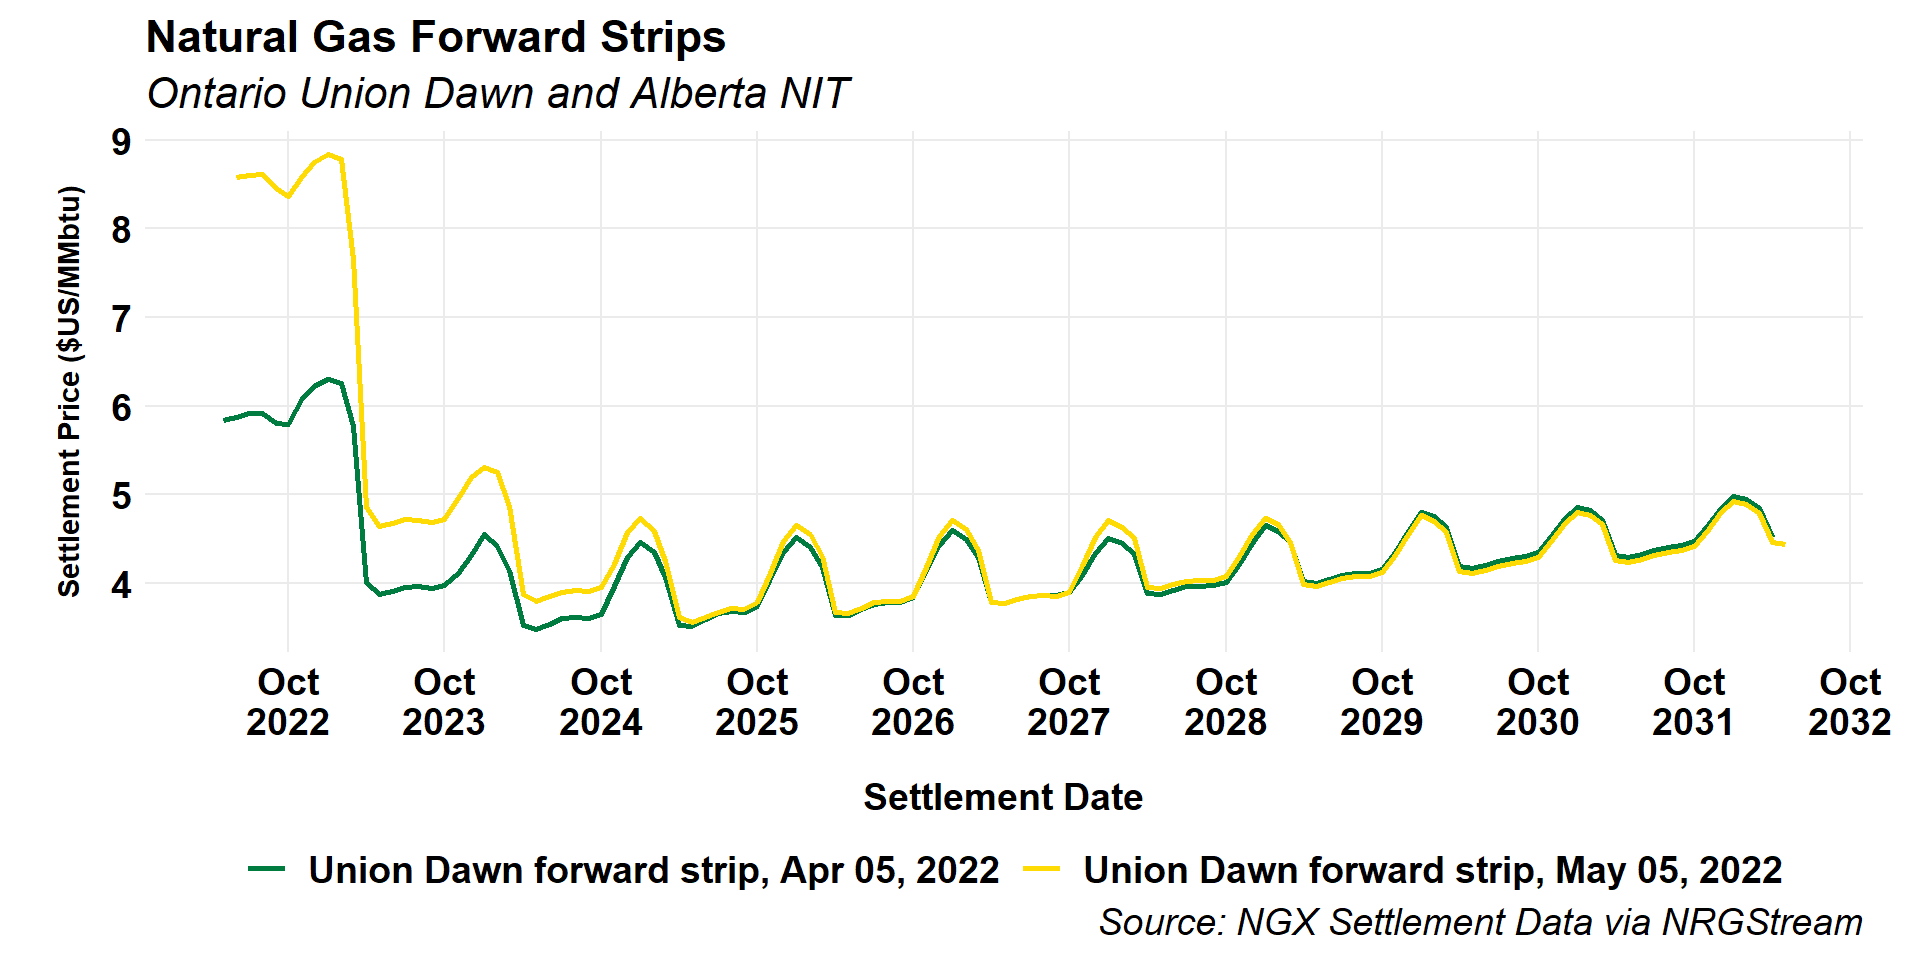 Natural Gas Forward Strips
Ontario Union Dawn and Alberta NIT
Settlement Price ($US/MMbtu)
9
8
7
6
5
4
Oct 2022
Oct 2023
Oct 2024
Oct 2025
Oct 2026
Oct 2027
Oct 2028
Oct 2029
Oct 2030
Oct 2031
Oct 2032
Settlement Date
Union Dawn forward strip, Apr 05, 2022
Union Dawn forward strip, May 05, 2022
Source: NGX Settlement Data via NRGStream